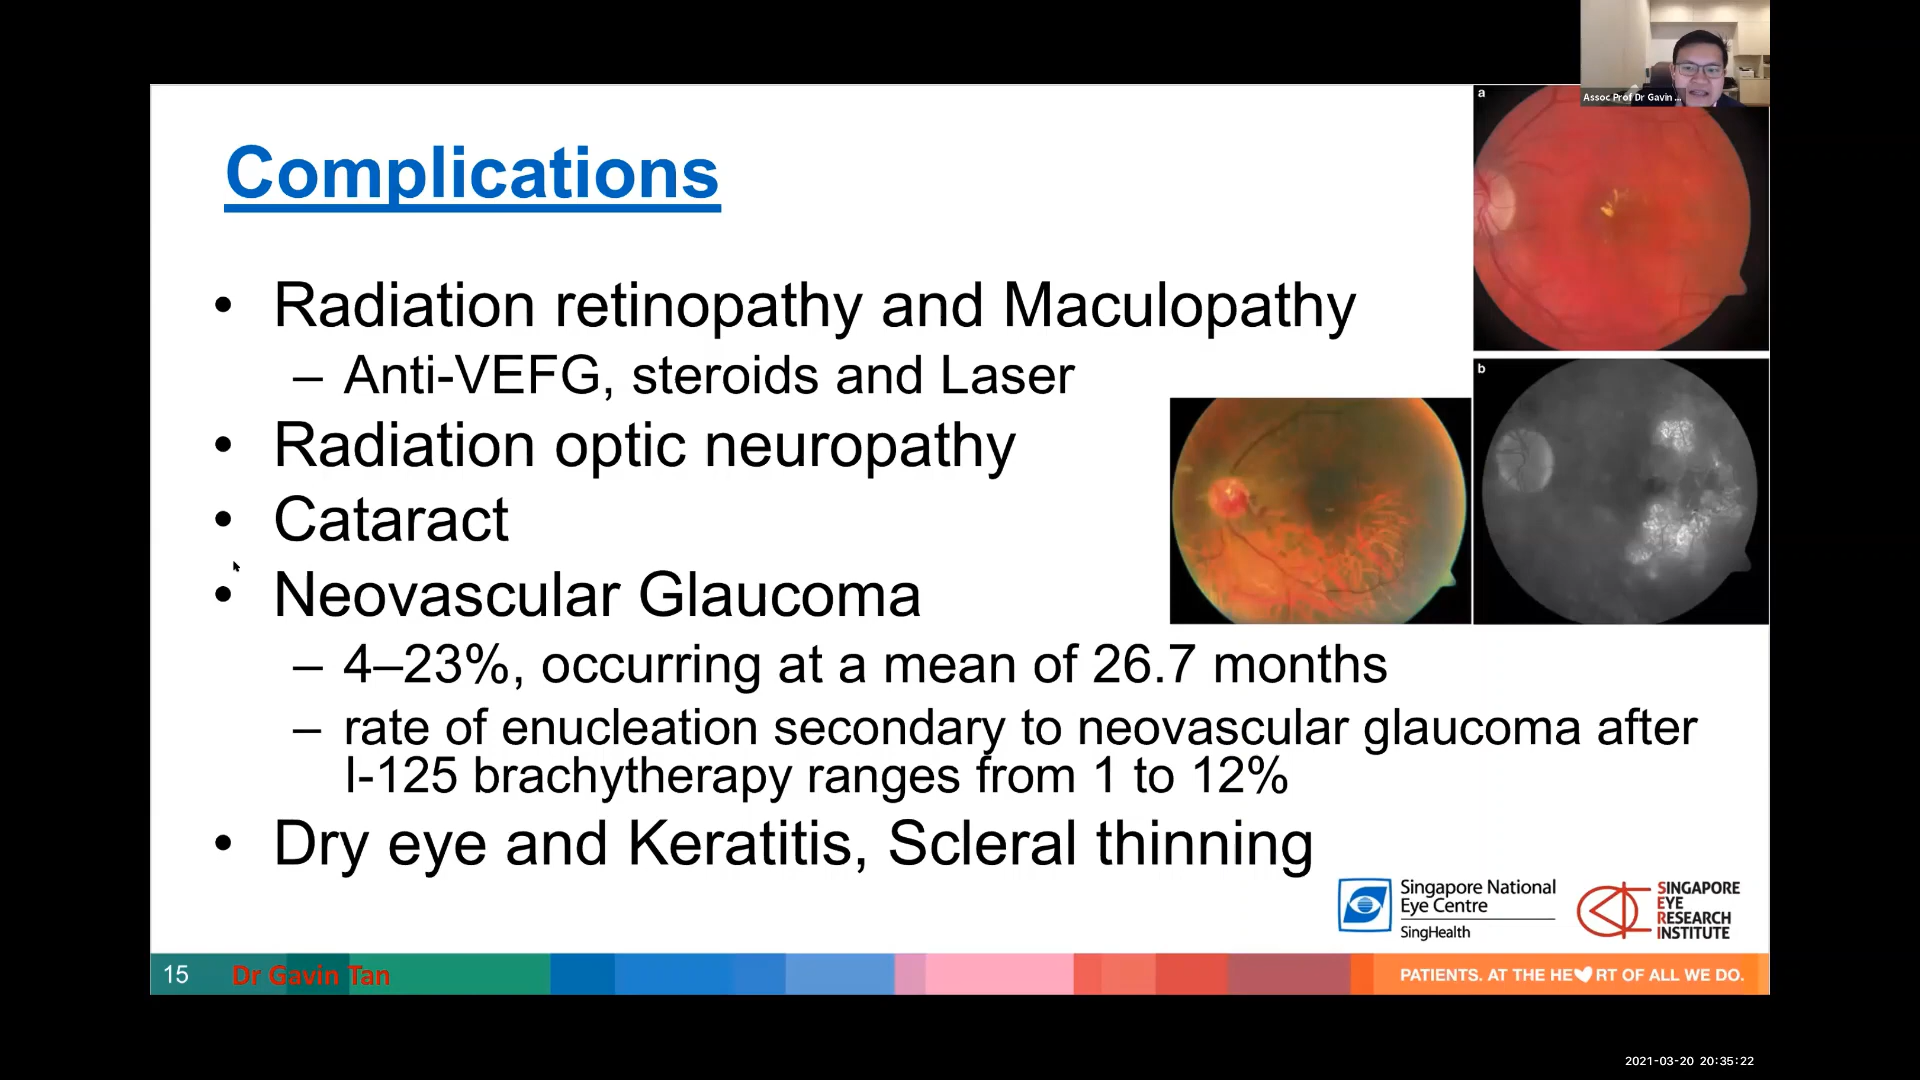 Assoc Prof Dr Gavin ...
a
Complications
• Radiation retinopathy and Maculopathy
– Anti-VEFG, steroids and Laser
b
• Radiation optic neuropathy
• Cataract
• Neovascular Glaucoma
– 4–23%, occurring at a mean of 26.7 months
– rate of enucleation secondary to neovascular glaucoma after
I-125 brachytherapy ranges from 1 to 12%
• Dry eye and Keratitis, Scleral thinning
Singapore National
Eye Centre
SingHealth
SINGAPORE
EYE
RESEARCH
INSTITUTE
15 Dr Gavin Tan
PATIENTS. AT THE HE♥RT OF ALL WE DO.
2021-03-20 20:35:22